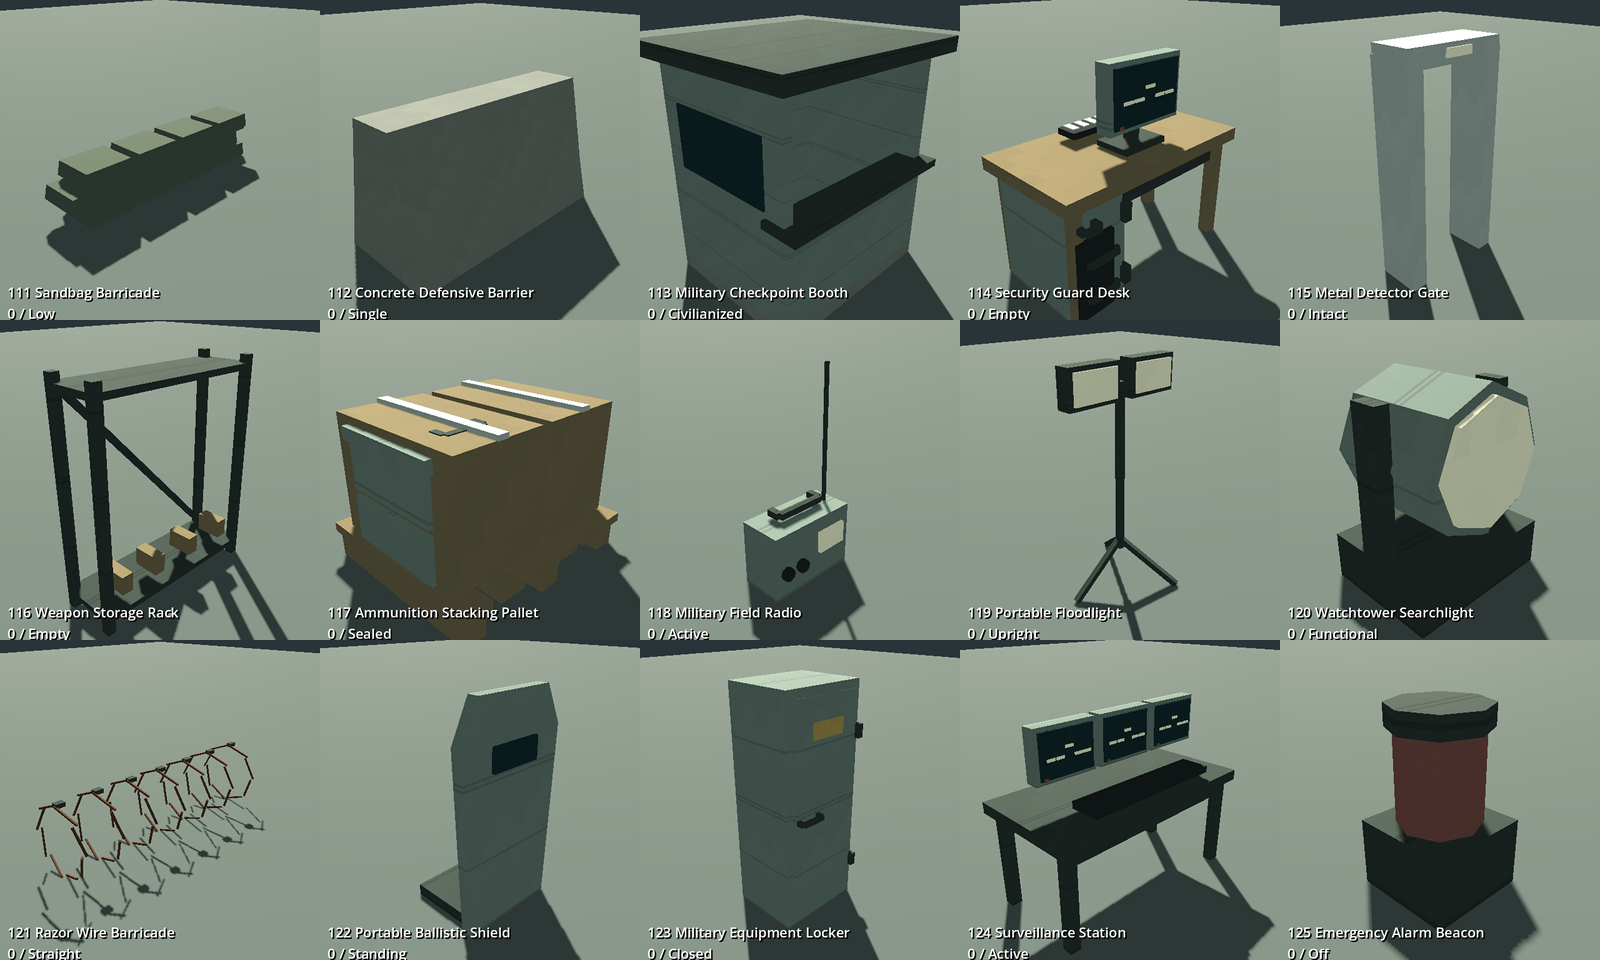 111 Sandbag Barricade
0 / Low
112 Concrete Defensive Barrier
0 / Single
113 Military Checkpoint Booth
0 / Civilianized
114 Security Guard Desk
0 / Empty
115 Metal Detector Gate
0 / Intact
116 Weapon Storage Rack
0 / Empty
117 Ammunition Stacking Pallet
0 / Sealed
118 Military Field Radio
0 / Active
119 Portable Floodlight
0 / Upright
120 Watchtower Searchlight
0 / Functional
121 Razor Wire Barricade
0 / Straight
122 Portable Ballistic Shield
0 / Standing
123 Military Equipment Locker
0 / Closed
124 Surveillance Station
0 / Active
125 Emergency Alarm Beacon
0 / Off